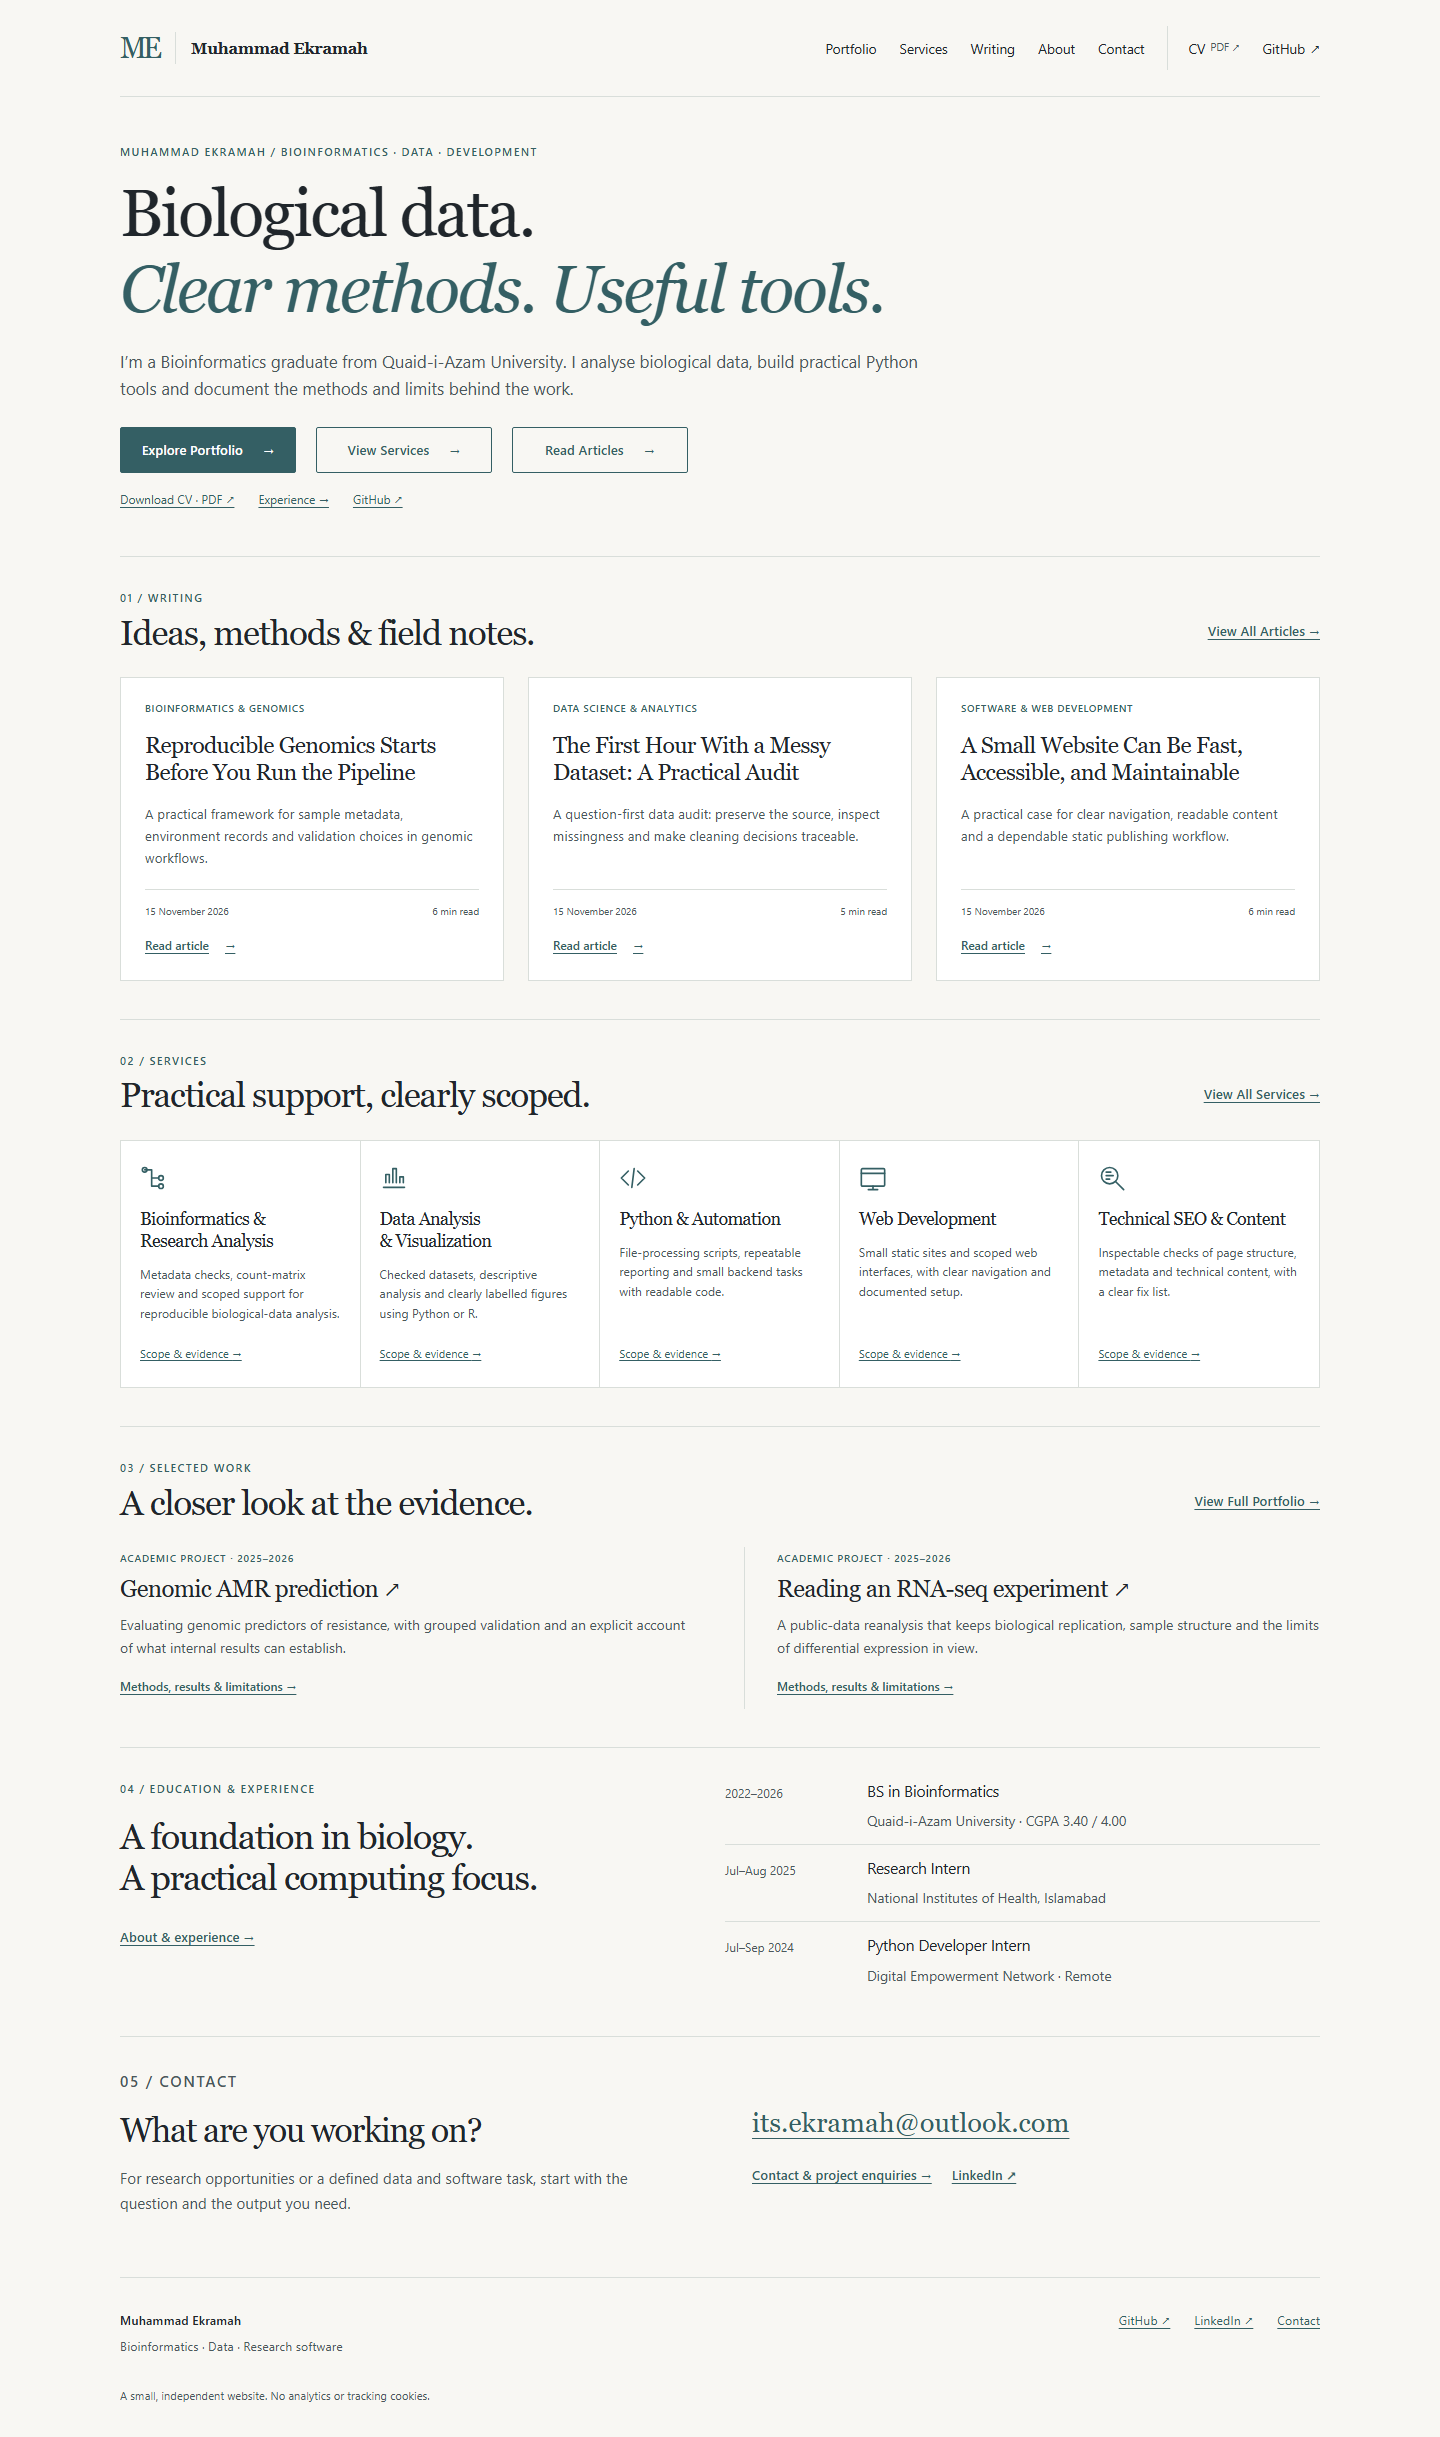 ME
Muhammad Ekramah
Portfolio Services Writing About Contact CV PDF ↗ GitHub ↗
MUHAMMAD EKRAMAH / BIOINFORMATICS · DATA · DEVELOPMENT
Biological data.
Clear methods. Useful tools.
I'm a Bioinformatics graduate from Quaid-i-Azam University. I analyse biological data, build practical Python
tools and document the methods and limits behind the work.
Explore Portfolio →
View Services →
Read Articles →
Download CV · PDF ↗ Experience → GitHub ↗
01 / WRITING
Ideas, methods & field notes.
View All Articles →
BIOINFORMATICS & GENOMICS
Reproducible Genomics Starts
Before You Run the Pipeline
A practical framework for sample metadata,
environment records and validation choices in genomic
workflows.
15 November 2026 6 min read
Read article →
DATA SCIENCE & ANALYTICS
The First Hour With a Messy
Dataset: A Practical Audit
A question-first data audit: preserve the source, inspect
missingness and make cleaning decisions traceable.
15 November 2026 5 min read
Read article →
SOFTWARE & WEB DEVELOPMENT
A Small Website Can Be Fast,
Accessible, and Maintainable
A practical case for clear navigation, readable content
and a dependable static publishing workflow.
15 November 2026 6 min read
Read article →
02 / SERVICES
Practical support, clearly scoped.
View All Services →
Bioinformatics &
Research Analysis
Metadata checks, count-matrix
review and scoped support for
reproducible biological-data analysis.
Scope & evidence →
Data Analysis
& Visualization
Checked datasets, descriptive
analysis and clearly labelled figures
using Python or R.
Scope & evidence →
Python & Automation
File-processing scripts, repeatable
reporting and small backend tasks
with readable code.
Scope & evidence →
Web Development
Small static sites and scoped web
interfaces, with clear navigation and
documented setup.
Scope & evidence →
Technical SEO & Content
Inspectable checks of page structure,
metadata and technical content, with
a clear fix list.
Scope & evidence →
03 / SELECTED WORK
A closer look at the evidence.
View Full Portfolio →
ACADEMIC PROJECT · 2025–2026
Genomic AMR prediction ↗
Evaluating genomic predictors of resistance, with grouped validation and an explicit account
of what internal results can establish.
Methods, results & limitations →
ACADEMIC PROJECT · 2025–2026
Reading an RNA-seq experiment ↗
A public-data reanalysis that keeps biological replication, sample structure and the limits
of differential expression in view.
Methods, results & limitations →
04 / EDUCATION & EXPERIENCE
A foundation in biology.
A practical computing focus.
About & experience →
2022–2026 BS in Bioinformatics
Quaid-i-Azam University · CGPA 3.40 / 4.00
Jul–Aug 2025 Research Intern
National Institutes of Health, Islamabad
Jul–Sep 2024 Python Developer Intern
Digital Empowerment Network · Remote
05 / CONTACT
What are you working on?
For research opportunities or a defined data and software task, start with the
question and the output you need.
its.ekramah@outlook.com
Contact & project enquiries → LinkedIn ↗
Muhammad Ekramah
Bioinformatics · Data · Research software
GitHub ↗ LinkedIn ↗ Contact
A small, independent website. No analytics or tracking cookies.